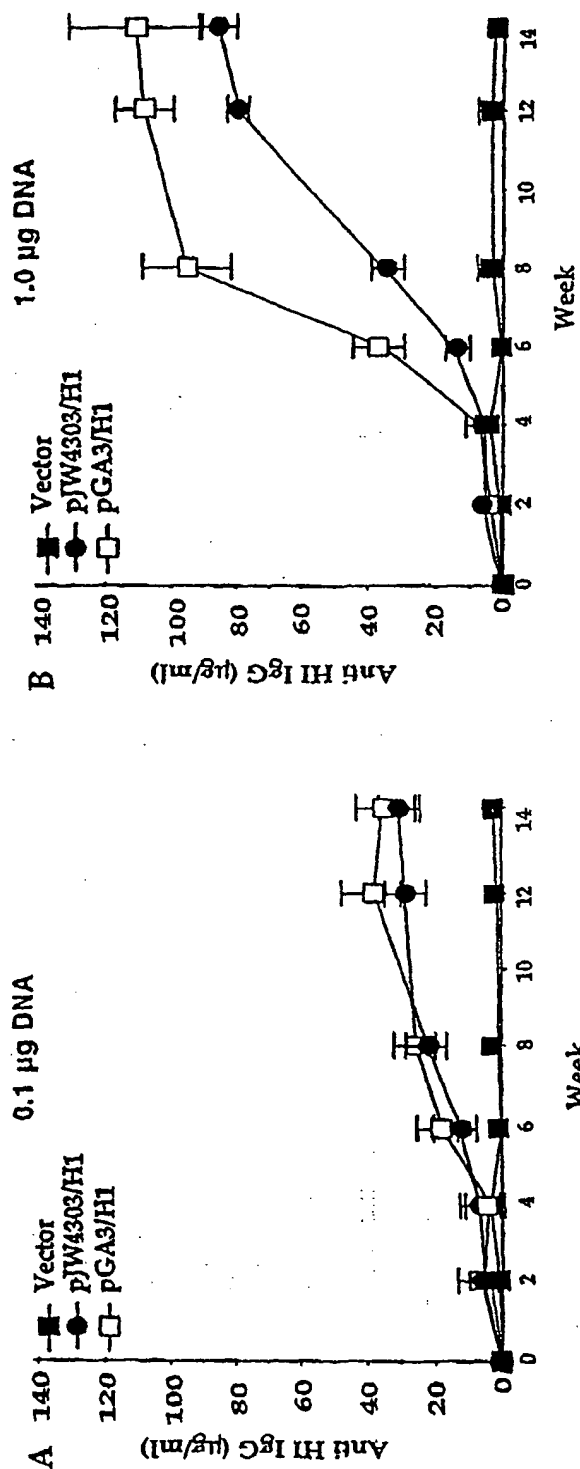 A
0.1 µg DNA
Vector
pJW4303/H1
pGA3/H1
Anti HI IgG (µg/ml)
140
120
100
80
60
40
20
0
0 2 4 6 8 10 12 14
Week
B
1.0 µg DNA
Vector
pJW4303/H1
pGA3/H1
Anti HI IgG (µg/ml)
140
120
100
80
60
40
20
0
0 2 4 6 8 10 12 14
Week